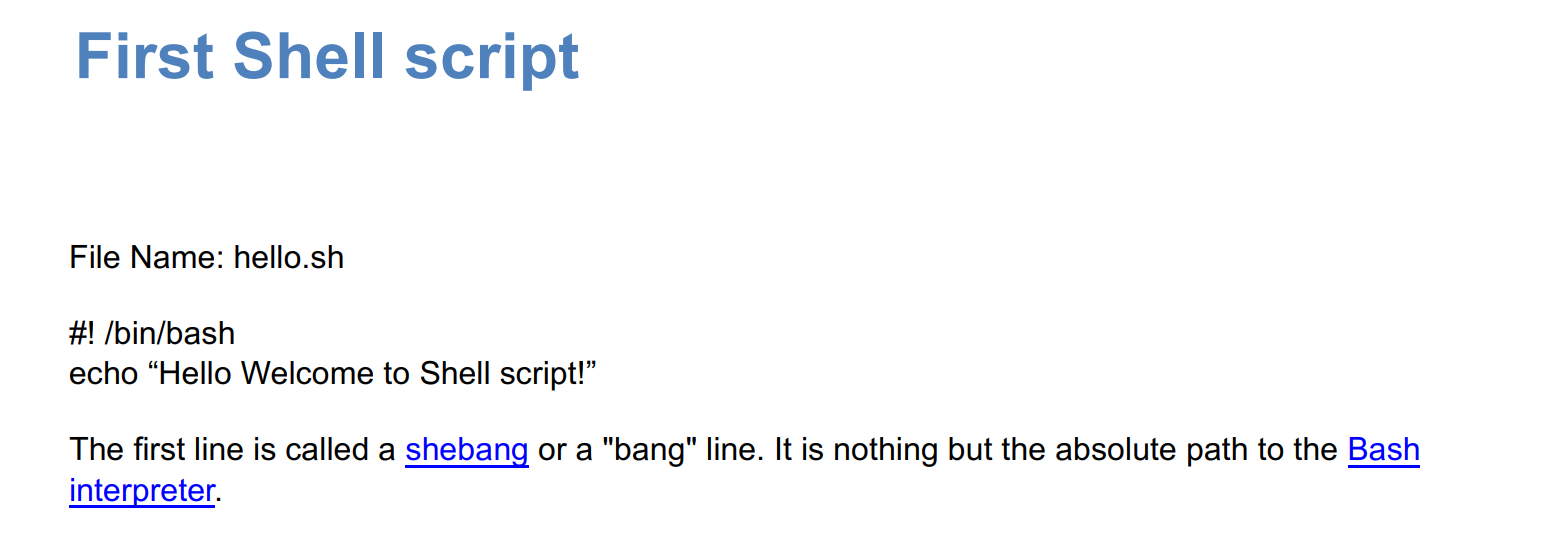 First Shell script
File Name: hello.sh
#! /bin/bash
echo “Hello Welcome to Shell script!”
The first line is called a shebang or a "bang" line. It is nothing but the absolute path to the Bash
interpreter.